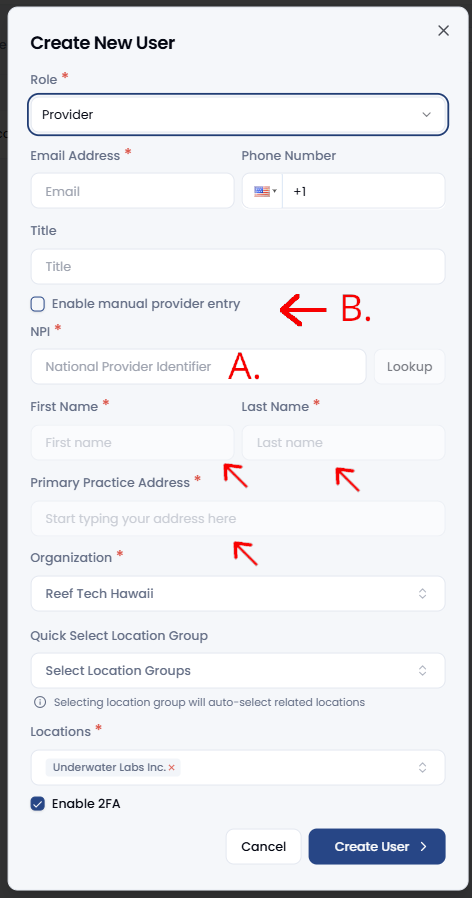 Create New User
Role *
Provider
Email Address * Phone Number
Email +1
Title
Title
Enable manual provider entry B.
NPI *
National Provider Identifier A. Lookup
First Name * Last Name *
First name Last name
Primary Practice Address *
Start typing your address here
Organization *
Reef Tech Hawaii
Quick Select Location Group
Select Location Groups
Selecting location group will auto-select related locations
Locations *
Underwater Labs Inc. ×
Enable 2FA
Cancel Create User